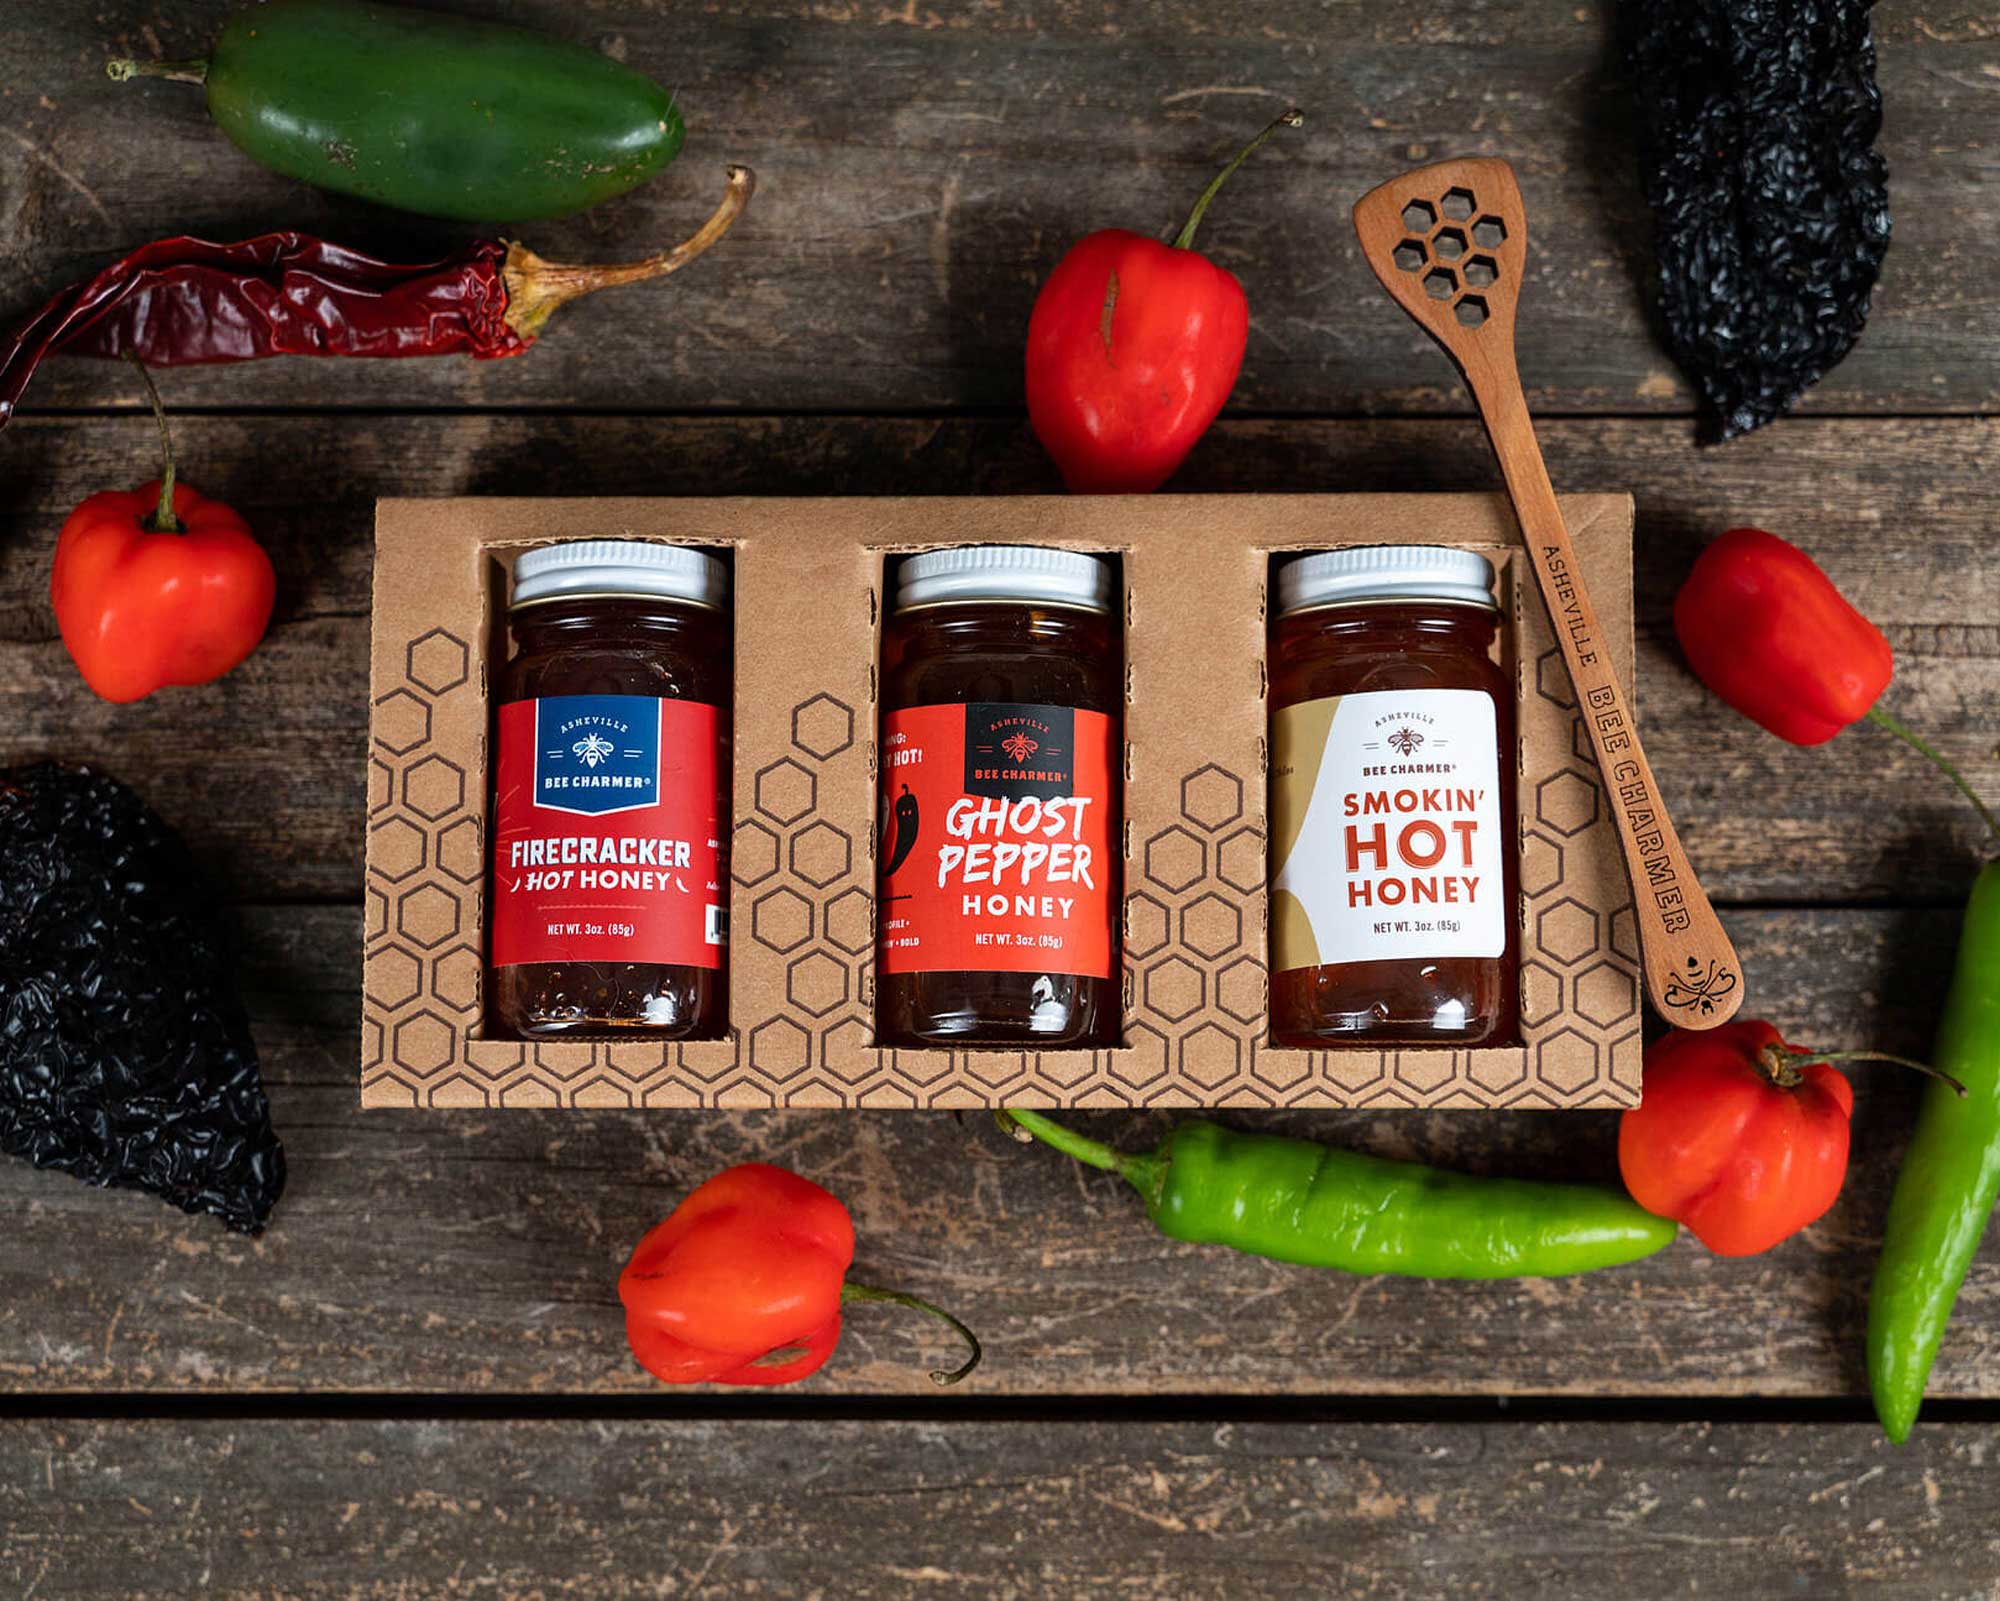 ASHEVILLE
BEE CHARMER®
FIRECRACKER
HOT HONEY
NET WT. 3oz. (85g)
HOT!
ASHEVILLE
BEE CHARMER®
GHOST
PEPPER
HONEY
NET WT. 3oz. (85g)
BOLD
ASHEVILLE
BEE CHARMER®
SMOKIN'
HOT
HONEY
NET WT. 3oz. (85g)
ASHEVILLE BEE CHARMER